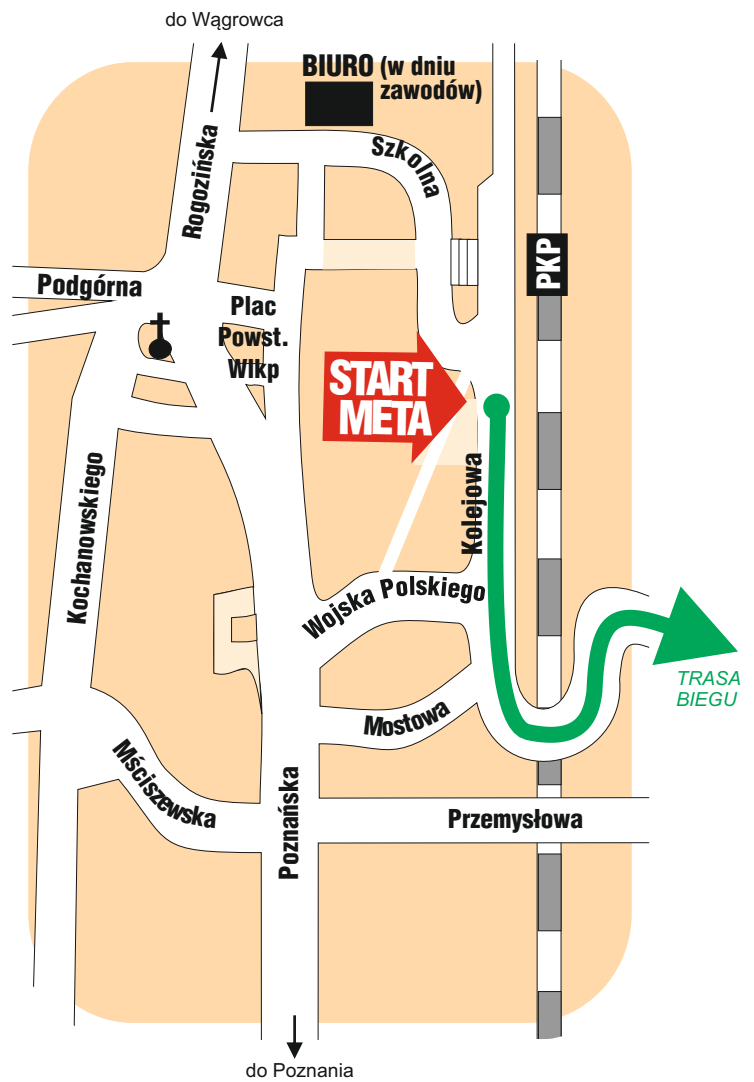 do Wągrowca
BIURO (w dniu
zawodów)
Szkolna
Rogozińska
PKP
Podgórna
Plac
Powst.
Wlkp
START
META
Kolejowa
Kochanowskiego
Wojska Polskiego
TRASA
BIEGU
Mostowa
Mściszewska
Poznańska
Przemysłowa
do Poznania